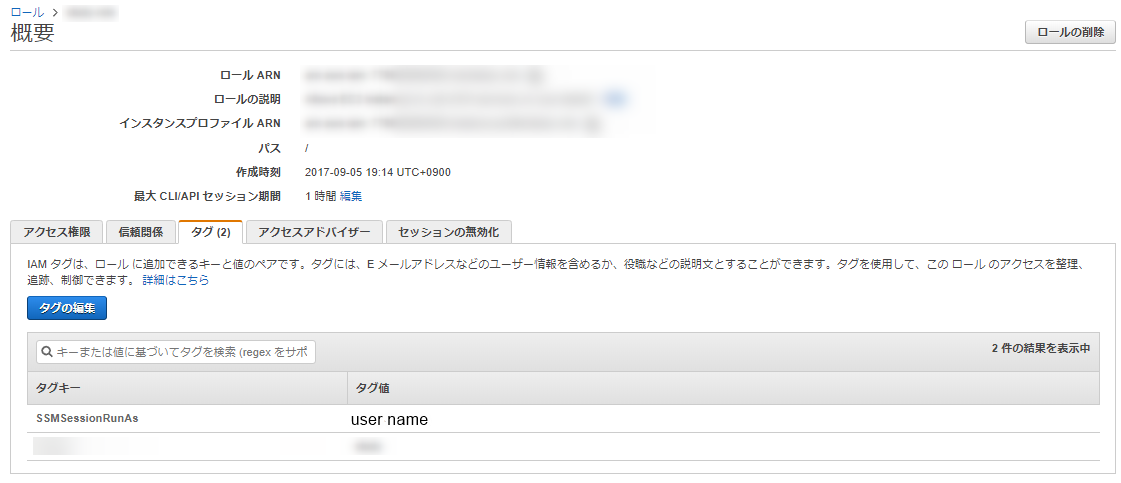 ロール >
概要
ロールの削除
ロール ARN
ロールの説明
インスタンスプロファイル ARN
パス /
作成時刻 2017-09-05 19:14 UTC+0900
最大 CLI/API セッション期間 1 時間 編集
アクセス権限 信頼関係 タグ (2) アクセスアドバイザー セッションの無効化
IAM タグは、ロール に追加できるキーと値のペアです。タグには、E メールアドレスなどのユーザー情報を含めるか、役職などの説明文とすることができます。タグを使用して、この ロール のアクセスを整理、
追跡、制御できます。 詳細はこちら
タグの編集
キーまたは値に基づいてタグを検索 (regex をサポ
2 件の結果を表示中
タグキー タグ値
SSMSessionRunAs user name